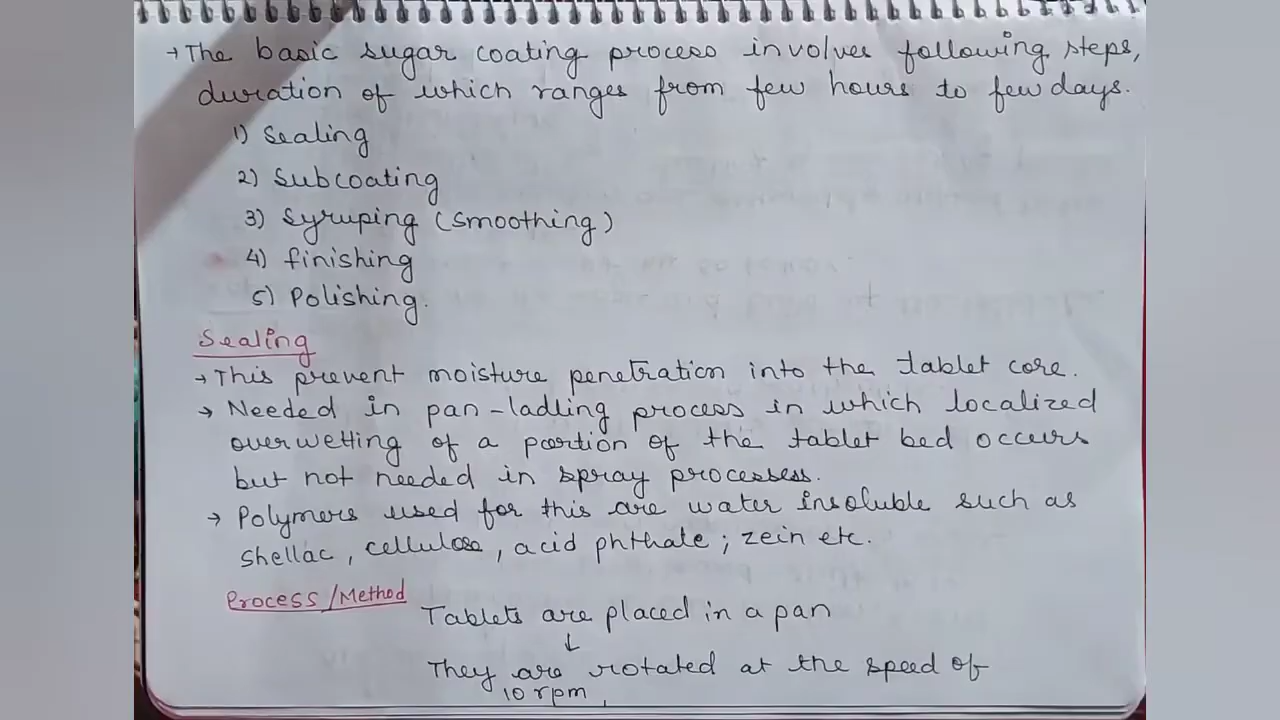 → The basic sugar coating process involves following steps,
duration of which ranges from few hours to few days.
1) Sealing
2) Subcoating
3) Syruping (smoothing)
4) finishing
5) Polishing.
Sealing
→ This prevent moisture penetration into the tablet core.
→ Needed in pan-ladling process in which localized
overwetting of a portion of the tablet bed occurs
but not needed in spray processess.
→ Polymers used for this are water insoluble such as
shellac, cellulose, acid phthale; zein etc.
Process/Method
Tablets are placed in a pan
↓
They are rotated at the speed of
10 rpm,